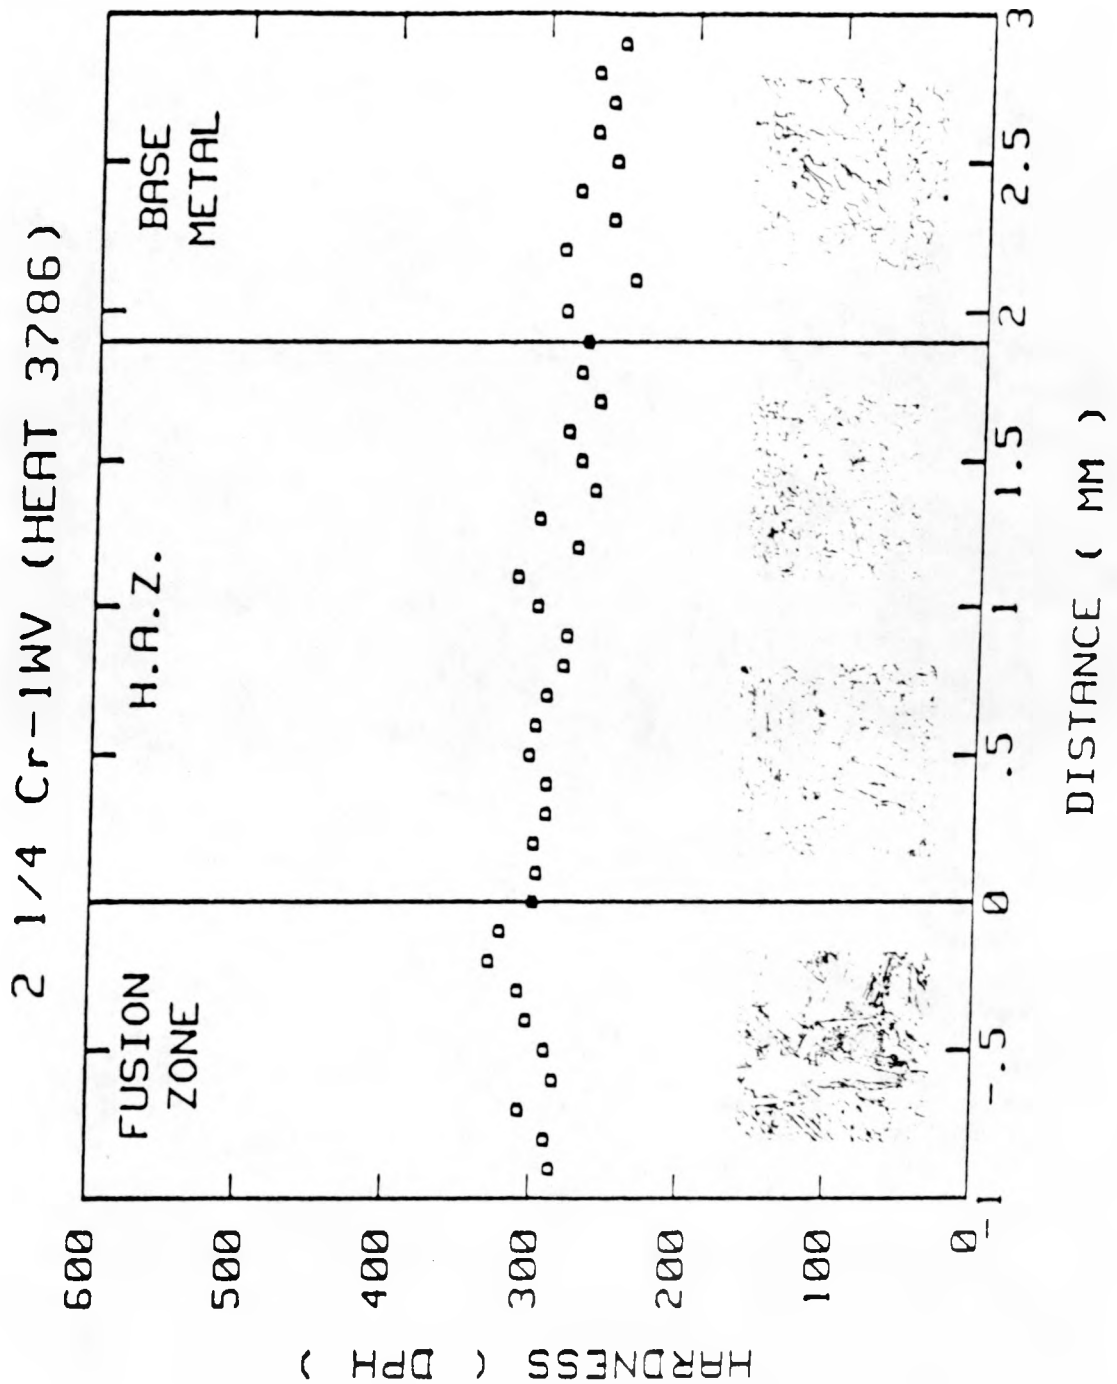 2 1/4 Cr-1WV (HEAT 3786)
FUSION
ZONE
H.A.Z.
BASE
METAL
600
500
400
300
200
100
0
HARDNESS ( DPH )
-1
-.5
0
.5
1
1.5
2
2.5
3
DISTANCE ( MM )